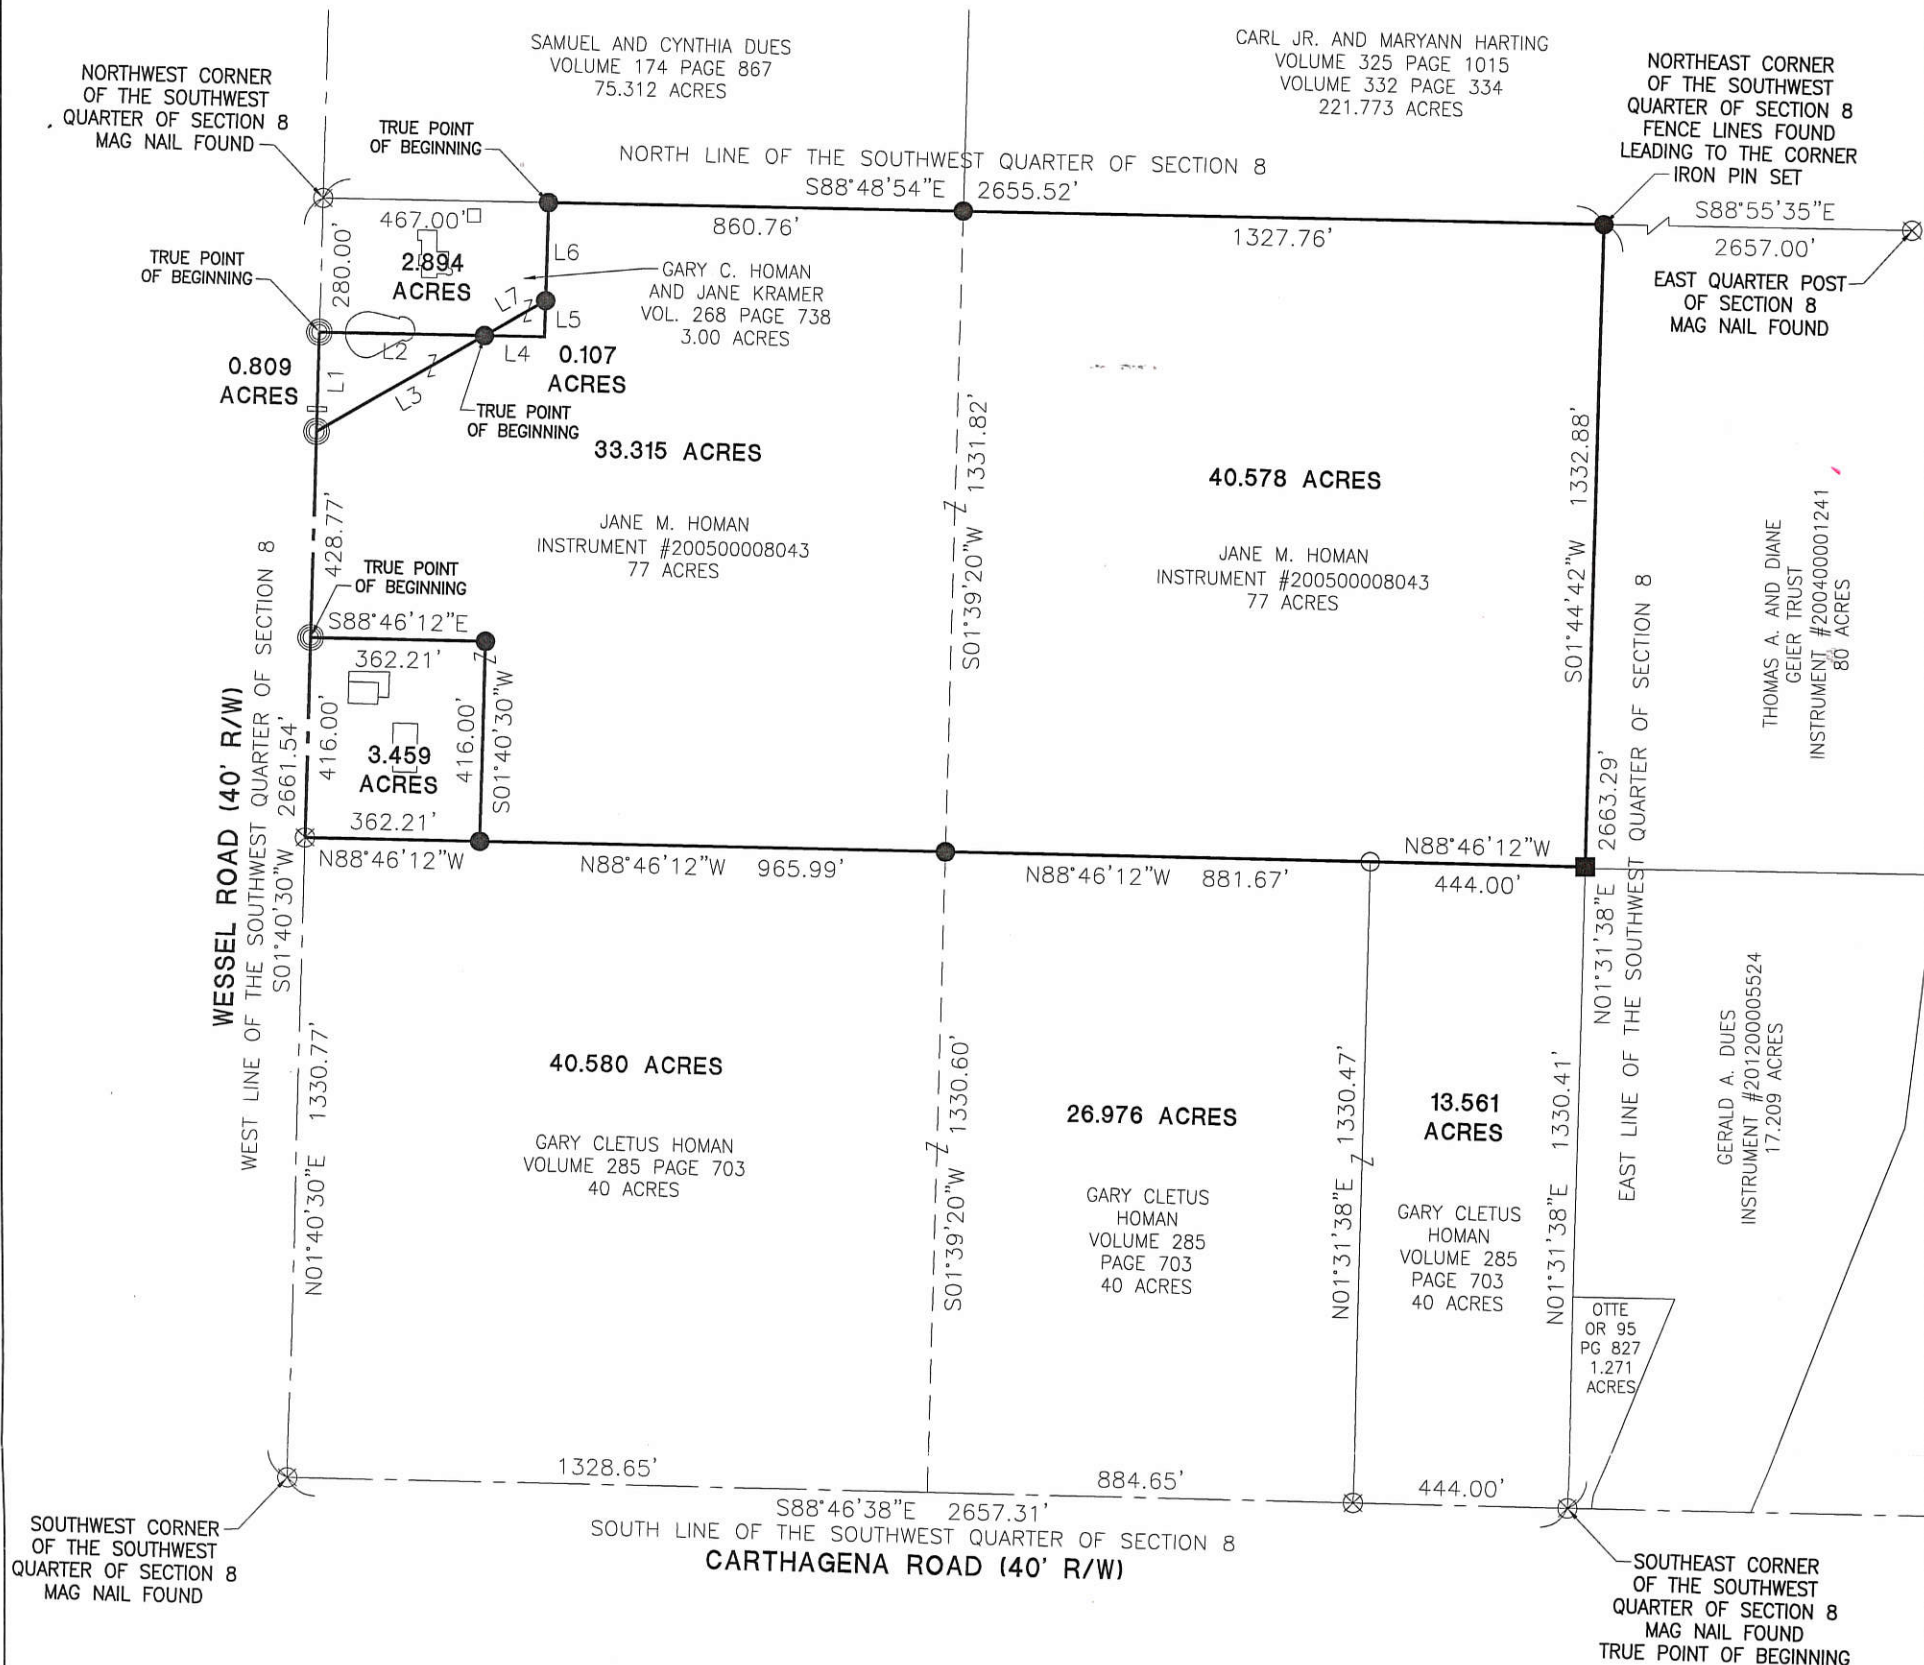 SAMUEL AND CYNTHIA DUES
VOLUME 174 PAGE 867
75.312 ACRES
CARL JR. AND MARYANN HARTING
VOLUME 325 PAGE 1015
VOLUME 332 PAGE 334
221.773 ACRES
NORTHWEST CORNER
OF THE SOUTHWEST
QUARTER OF SECTION 8
MAG NAIL FOUND
TRUE POINT
OF BEGINNING
NORTHEAST CORNER
OF THE SOUTHWEST
QUARTER OF SECTION 8
FENCE LINES FOUND
LEADING TO THE CORNER
IRON PIN SET
NORTH LINE OF THE SOUTHWEST QUARTER OF SECTION 8
S88°48'54"E 2655.52'
467.00'
860.76'
1327.76'
S88°55'35"E
2657.00'
EAST QUARTER POST
OF SECTION 8
MAG NAIL FOUND
TRUE POINT
OF BEGINNING
280.00'
2.894
ACRES
L6
L7
L5
GARY C. HOMAN
AND JANE KRAMER
VOL. 268 PAGE 738
3.00 ACRES
L2
L4
0.107
ACRES
0.809
ACRES
L1
L3
TRUE POINT
OF BEGINNING
33.315 ACRES
JANE M. HOMAN
INSTRUMENT #200500008043
77 ACRES
S01°39'20"W 1331.82'
40.578 ACRES
JANE M. HOMAN
INSTRUMENT #200500008043
77 ACRES
S01°44'42"W 1332.88'
THOMAS A. AND DIANE
GEIER TRUST
INSTRUMENT #200400001241
80 ACRES
428.77'
TRUE POINT
OF BEGINNING
S88°46'12"E
362.21'
416.00'
3.459
ACRES
416.00'
S01°40'30"W
362.21'
N88°46'12"W
N88°46'12"W 965.99'
N88°46'12"W 881.67'
N88°46'12"W
444.00'
WESSEL ROAD (40' R/W)
WEST LINE OF THE SOUTHWEST QUARTER OF SECTION 8
S01°40'30"W 2661.54'
N01°40'30"E 1330.77'
N01°31'38"E 2663.29'
EAST LINE OF THE SOUTHWEST QUARTER OF SECTION 8
40.580 ACRES
GARY CLETUS HOMAN
VOLUME 285 PAGE 703
40 ACRES
S01°39'20"W 1330.60'
26.976 ACRES
GARY CLETUS
HOMAN
VOLUME 285
PAGE 703
40 ACRES
N01°31'38"E 1330.47'
13.561
ACRES
GARY CLETUS
HOMAN
VOLUME 285
PAGE 703
40 ACRES
N01°31'38"E 1330.41'
GERALD A. DUES
INSTRUMENT #201200005524
17.209 ACRES
OTTE
OR 95
PG 827
1.271
ACRES
1328.65'
884.65'
444.00'
S88°46'38"E 2657.31'
SOUTH LINE OF THE SOUTHWEST QUARTER OF SECTION 8
CARTHAGENA ROAD (40' R/W)
SOUTHWEST CORNER
OF THE SOUTHWEST
QUARTER OF SECTION 8
MAG NAIL FOUND
SOUTHEAST CORNER
OF THE SOUTHWEST
QUARTER OF SECTION 8
MAG NAIL FOUND
TRUE POINT OF BEGINNING